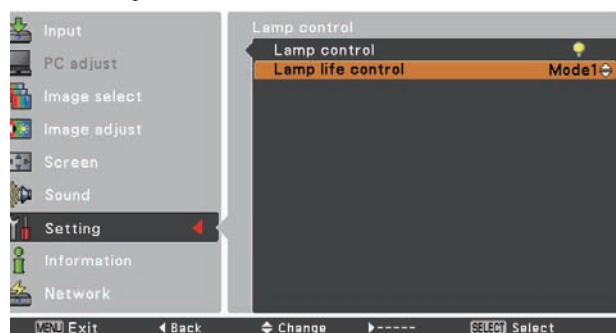 Input
PC adjust
Image select
Image adjust
Screen
Sound
Setting
Information
Network
Lamp control
Lamp control
Lamp life control Mode1
MENU Exit Back Change ----- SELECT Select